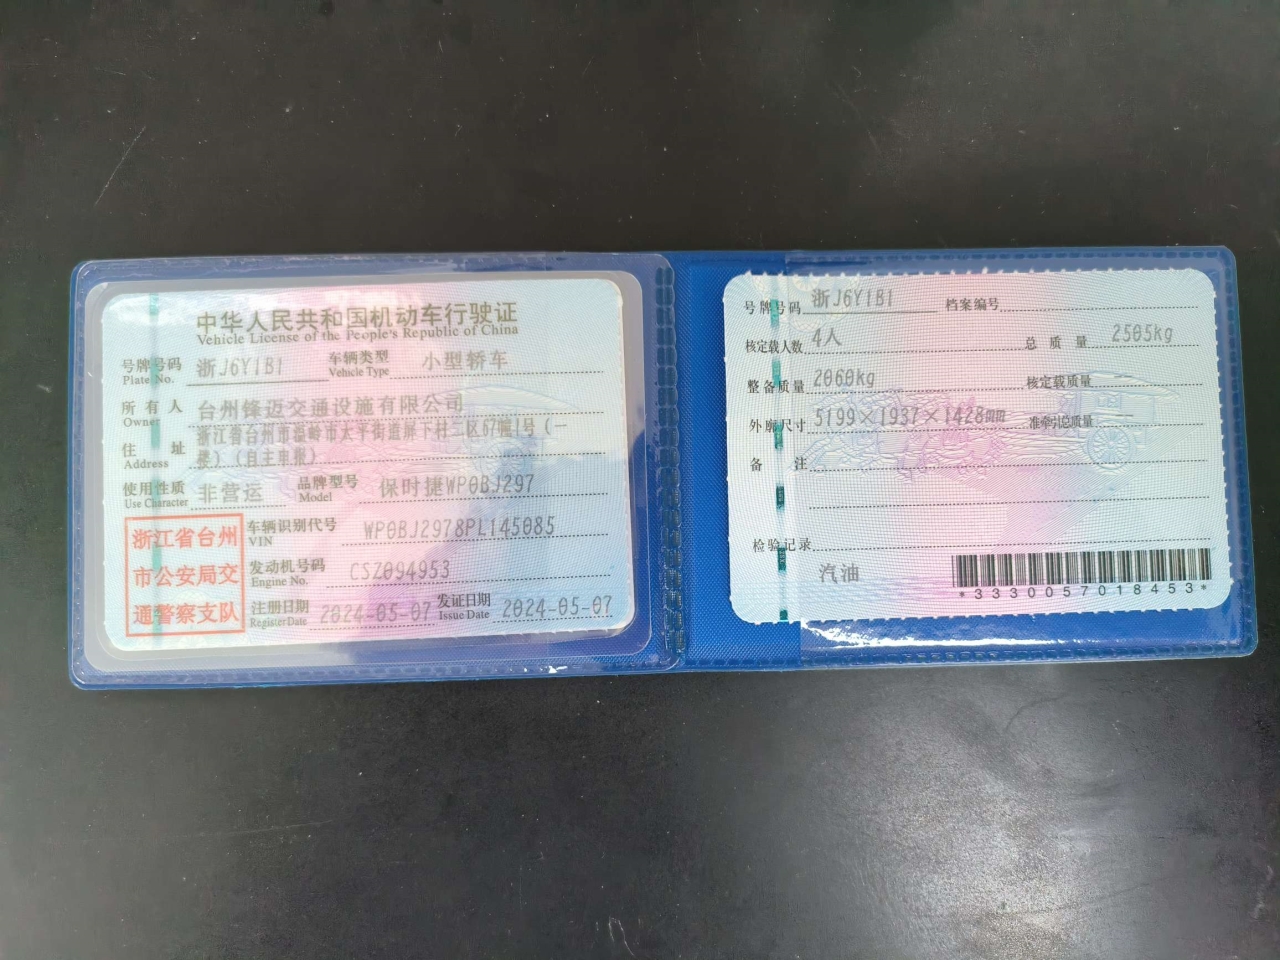 中华人民共和国机动车行驶证
Vehicle License of the People's Republic of China
号牌号码 浙J6Y1B1 车辆类型 小型轿车
Plate No. Vehicle Type
所有人 台州锋迈交通设施有限公司
Owner
住址 浙江省台州市温岭市太平街道屏下村二区67幢1号（一
Address 楼）（自主申报）
使用性质 非营运 品牌型号 保时捷WP0BJ297
Use Character Model
浙江省台州
市公安局交
通警察支队
车辆识别代号 WP0BJ2978PL145085
VIN
发动机号码 CSZ094953
Engine No.
注册日期 2024-05-07 发证日期 2024-05-07
Register Date Issue Date
号牌号码 浙J6Y1B1 档案编号
核定载人数 4人 总质量 2505kg
整备质量 2060kg 核定载质量
外廓尺寸 5199×1937×1428mm 准牵引总质量
备注
检验记录
汽油
*3330057018453*